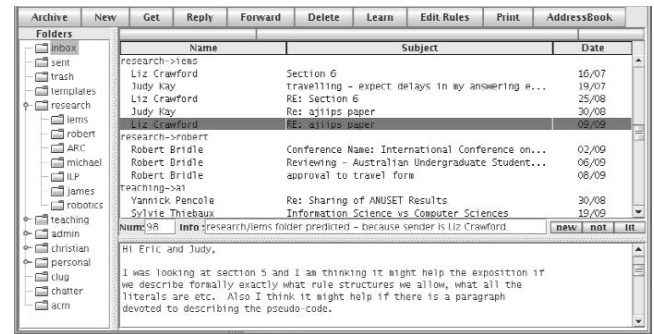 Archive New Get Reply Forward Delete Learn Edit Rules Print AddressBook
Folders
inbox
sent
trash
templates
research
iems
robert
ARC
michael
ILP
james
robotics
teaching
admin
christian
personal
clug
chatter
acm
Name Subject Date
research->iems
Liz Crawford Section 6 16/07
Judy Kay travelling - expect delays in my answering e... 19/07
Liz Crawford RE: Section 6 25/08
Judy Kay Re: ajiips paper 30/08
Liz Crawford RE: ajiips paper 09/09
research->robert
Robert Bridle Conference Name: International Conference on... 02/09
Robert Bridle Reviewing - Australian Undergraduate Student... 06/09
Robert Bridle approval to travel form 08/09
teaching->ai
Yannick Pencole Re: Sharing of ANUSET Results 30/08
Sylvie Thiebaux Information Science vs Computer Sciences 19/09
Num: 98 Info : research/iems folder predicted - because sender is Liz Crawford new not lit
Hi Eric and Judy,
I was looking at section 5 and I am thinking it might help the exposition if
we describe formally exactly what rule structures we allow, what all the
literals are etc. Also I think it might help if there is a paragraph
devoted to describing the pseudo-code.